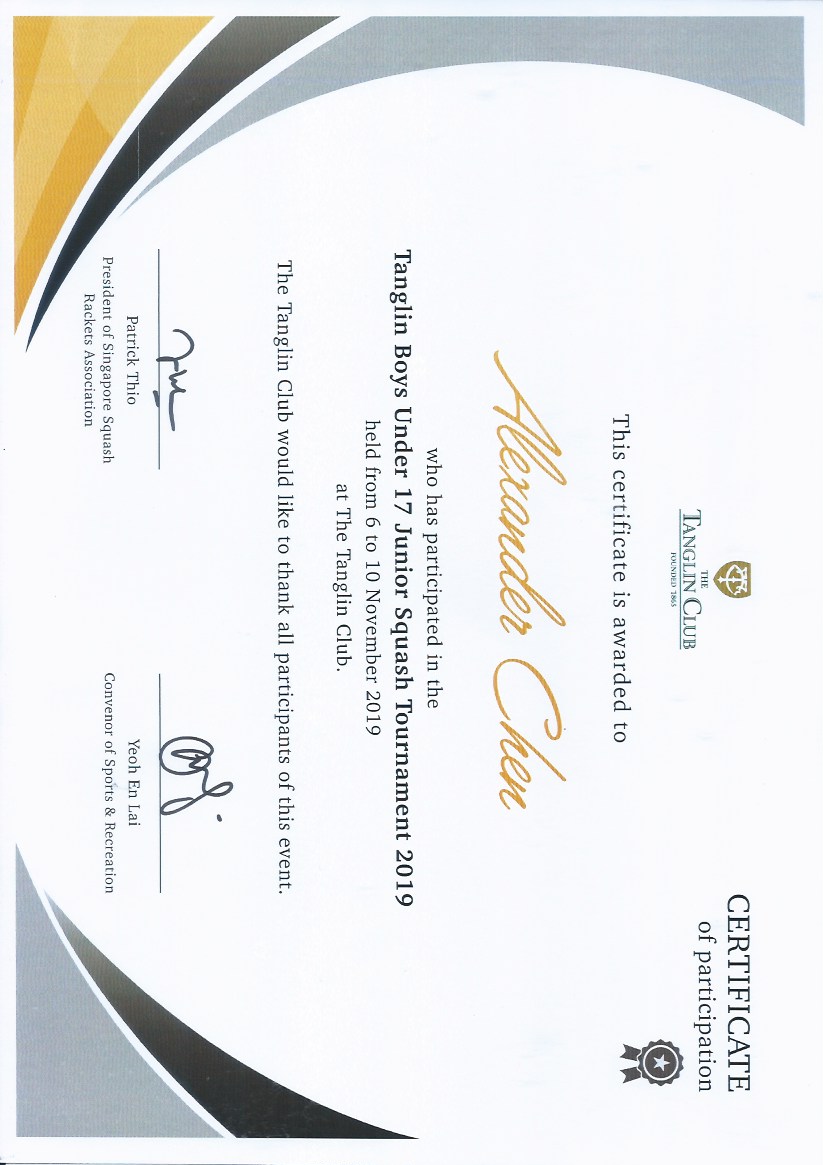 CERTIFICATE
of participation
THE
TANGLIN CLUB
FOUNDED 1865
This certificate is awarded to
Alexander Chen
who has participated in the
Tanglin Boys Under 17 Junior Squash Tournament 2019
held from 6 to 10 November 2019
at The Tanglin Club.
The Tanglin Club would like to thank all participants of this event.
Patrick Thio
President of Singapore Squash
Rackets Association
Yeoh En Lai
Convenor of Sports & Recreation